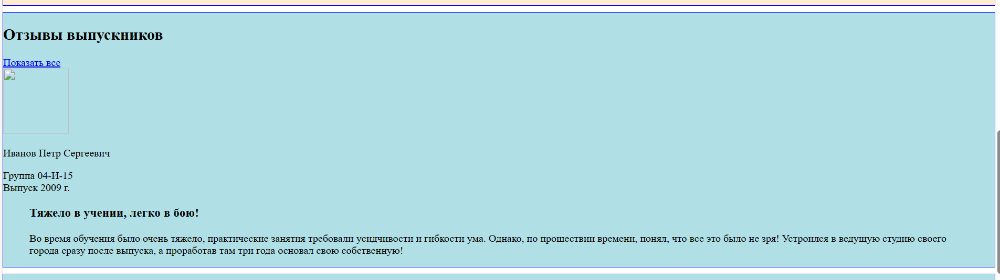 Отзывы выпускников
Показать все
Иванов Петр Сергеевич
Группа 04-И-15
Выпуск 2009 г.
Тяжело в учении, легко в бою!
Во время обучения было очень тяжело, практические занятия требовали усидчивости и гибкости ума. Однако, по прошествии времени, понял, что все это было не зря! Устроился в ведущую студию своего
города сразу после выпуска, а проработав там три года основал свою собственную!